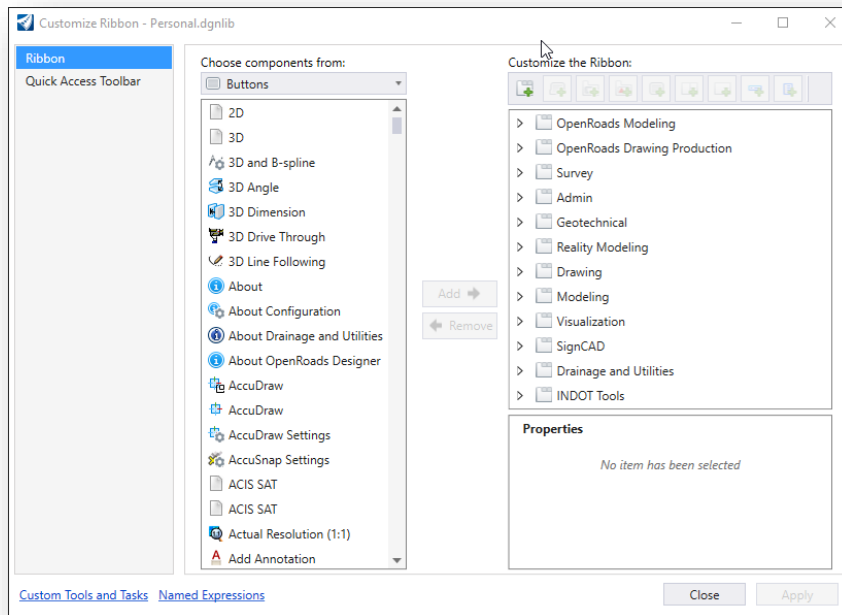 Customize Ribbon - Personal.dgnlib
Ribbon
Quick Access Toolbar
Choose components from:
Buttons
2D
3D
3D and B-spline
3D Angle
3D Dimension
3D Drive Through
3D Line Following
About
About Configuration
About Drainage and Utilities
About OpenRoads Designer
AccuDraw
AccuDraw
AccuDraw Settings
AccuSnap Settings
ACIS SAT
ACIS SAT
Actual Resolution (1:1)
Add Annotation
Add
Remove
Customize the Ribbon:
OpenRoads Modeling
OpenRoads Drawing Production
Survey
Admin
Geotechnical
Reality Modeling
Drawing
Modeling
Visualization
SignCAD
Drainage and Utilities
INDOT Tools
Properties
No item has been selected
Custom Tools and Tasks Named Expressions
Close Apply